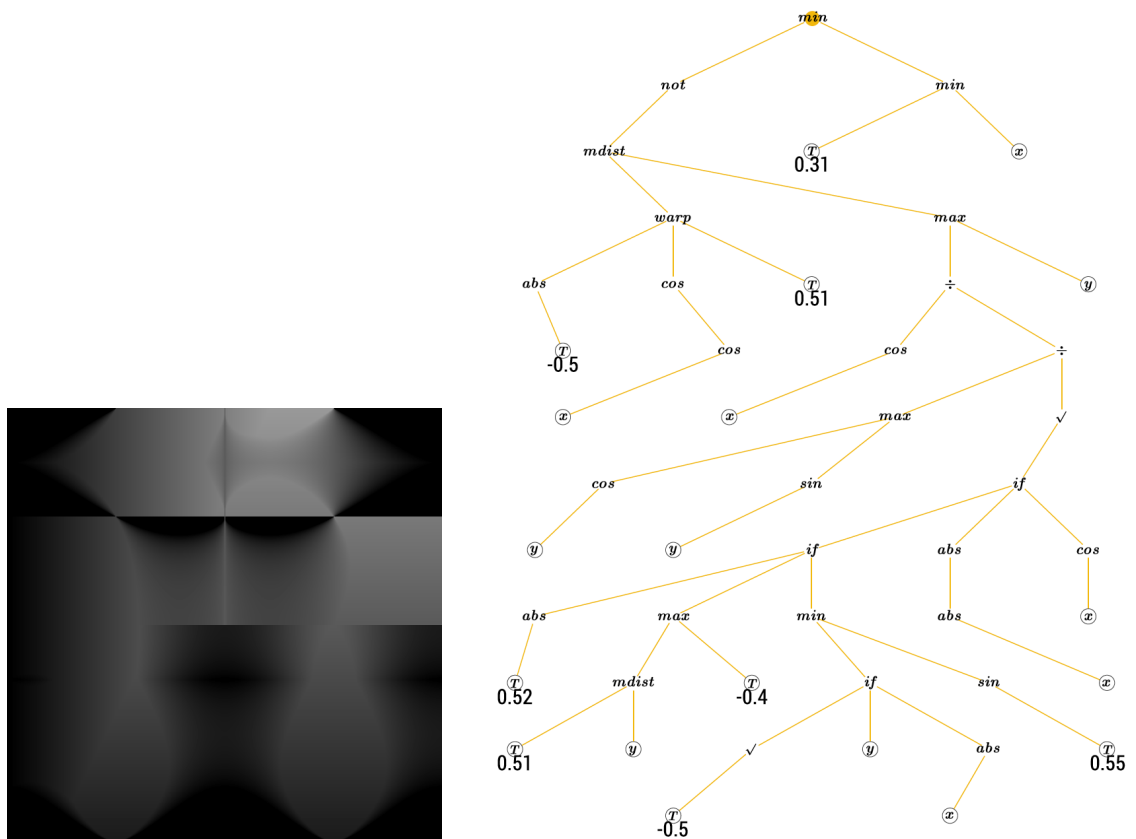 min
not min
mdist T x
0.31
warp max
abs cos T ÷ y
0.51
T cos cos ÷
-0.5
x x max √
cos sin if
y y if abs cos
abs max min abs x
T mdist T if sin x
0.52 -0.4
T y √ y abs T
0.51 0.55
T x
-0.5